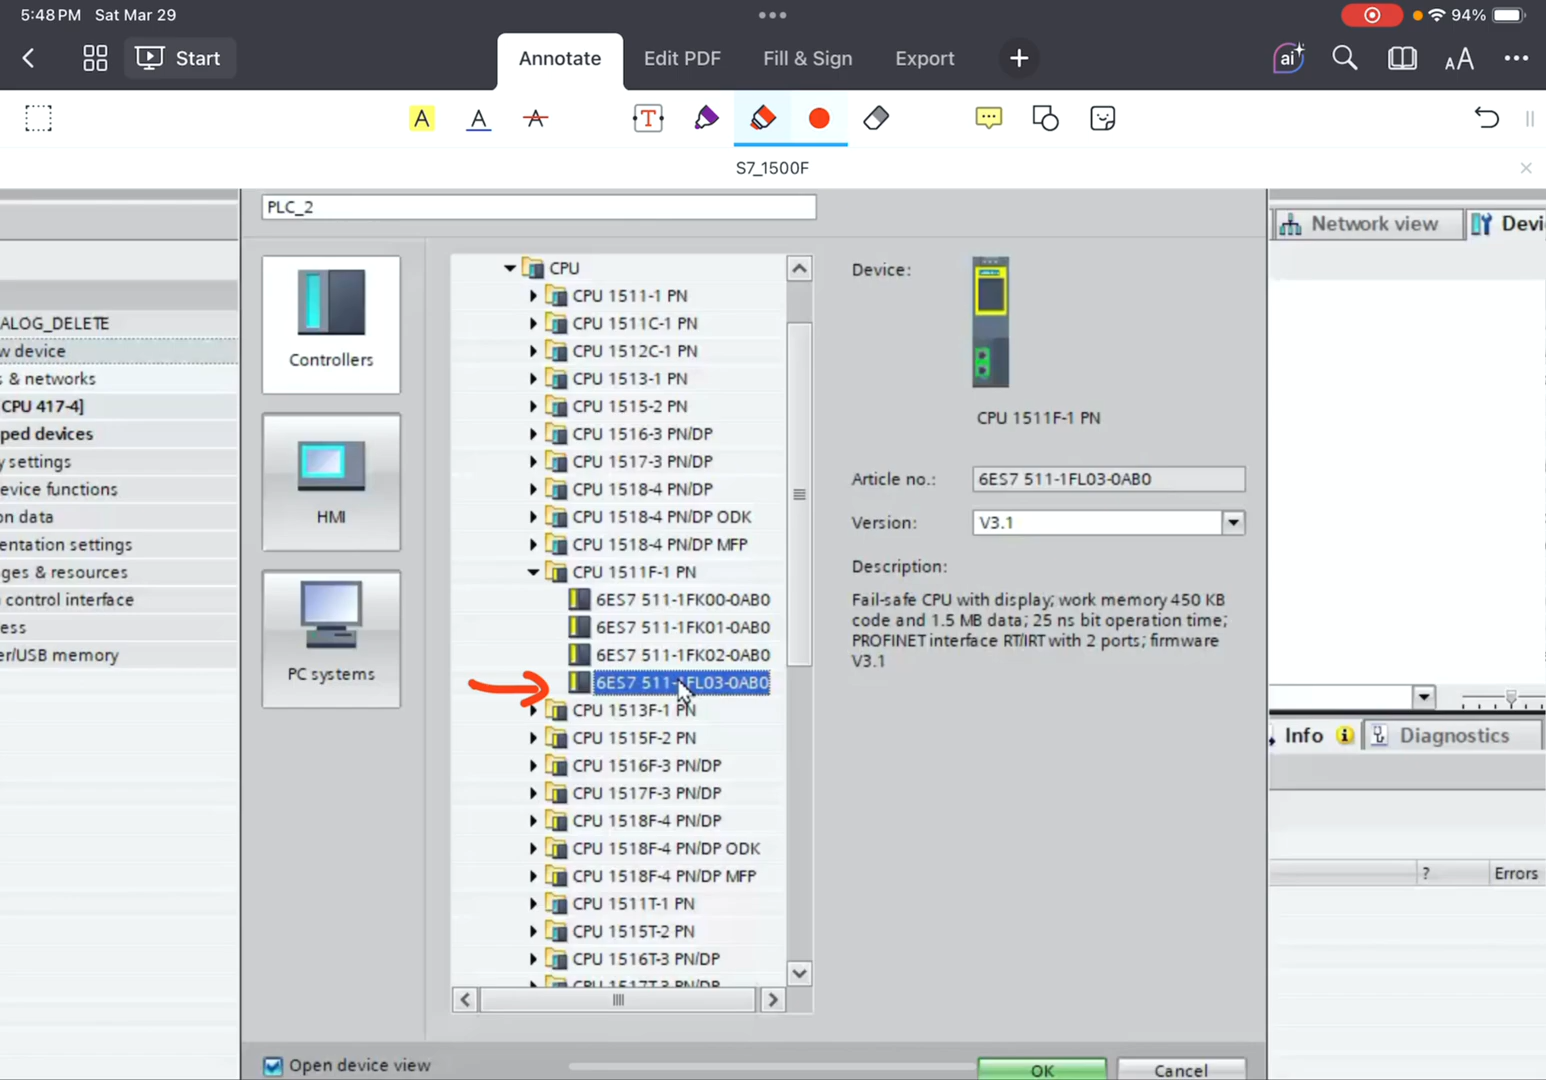 5:48 PM Sat Mar 29
94%
Start
Annotate
Edit PDF
Fill & Sign
Export
ai
AA
A
A
A
T
S7_1500F
PLC_2
Network view
Devi
ALOG_DELETE
w device
s & networks
CPU 417-4]
ped devices
y settings
evice functions
on data
entation settings
ges & resources
control interface
ess
er/USB memory
Controllers
HMI
PC systems
CPU
CPU 1511-1 PN
CPU 1511C-1 PN
CPU 1512C-1 PN
CPU 1513-1 PN
CPU 1515-2 PN
CPU 1516-3 PN/DP
CPU 1517-3 PN/DP
CPU 1518-4 PN/DP
CPU 1518-4 PN/DP ODK
CPU 1518-4 PN/DP MFP
CPU 1511F-1 PN
6ES7 511-1FK00-0AB0
6ES7 511-1FK01-0AB0
6ES7 511-1FK02-0AB0
6ES7 511-1FL03-0AB0
CPU 1513F-1 PN
CPU 1515F-2 PN
CPU 1516F-3 PN/DP
CPU 1517F-3 PN/DP
CPU 1518F-4 PN/DP
CPU 1518F-4 PN/DP ODK
CPU 1518F-4 PN/DP MFP
CPU 1511T-1 PN
CPU 1515T-2 PN
CPU 1516T-3 PN/DP
CPU 1517T-3 PN/DP
Device:
CPU 1511F-1 PN
Article no.: 6ES7 511-1FL03-0AB0
Version: V3.1
Description:
Fail-safe CPU with display; work memory 450 KB
code and 1.5 MB data; 25 ns bit operation time;
PROFINET interface RT/IRT with 2 ports; firmware
V3.1
Info
Diagnostics
?
Errors
Open device view
OK
Cancel